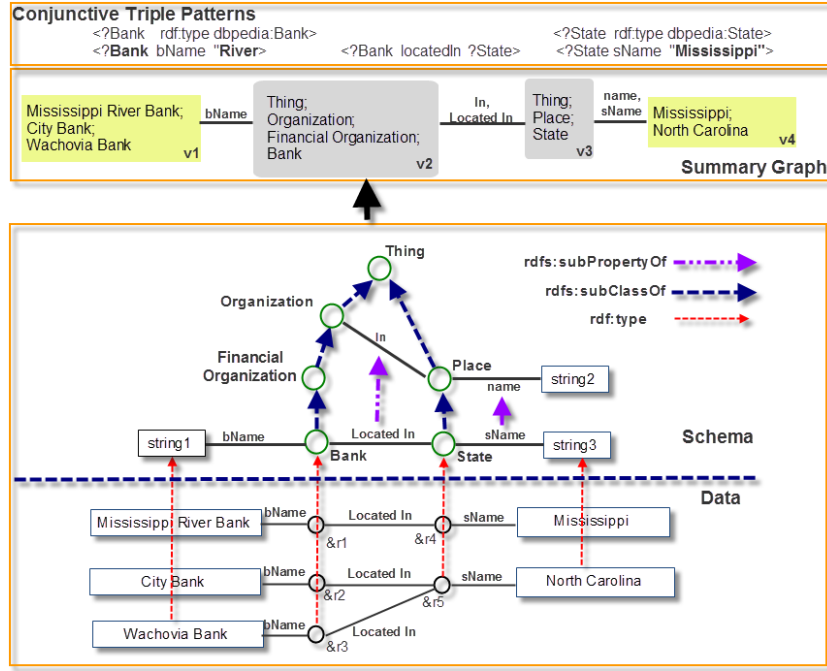 Conjunctive Triple Patterns
<?Bank rdf:type dbpedia:Bank> <?State rdf:type dbpedia:State>
<?Bank bName "River> <?Bank locatedIn ?State> <?State sName "Mississippi">
Mississippi River Bank;
City Bank;
Wachovia Bank
v1
bName
Thing;
Organization;
Financial Organization;
Bank
v2
In,
Located In
Thing;
Place;
State
v3
name,
sName
Mississippi;
North Carolina
v4
Summary Graph
Thing
rdfs:subPropertyOf
rdfs:subClassOf
rdf:type
Organization
In
Financial
Organization
Place
name
string2
string1
bName
Bank
Located In
State
sName
string3
Schema
Data
Mississippi River Bank
bName
&r1
Located In
&r4
sName
Mississippi
City Bank
bName
&r2
Located In
&r5
sName
North Carolina
Wachovia Bank
bName
&r3
Located In